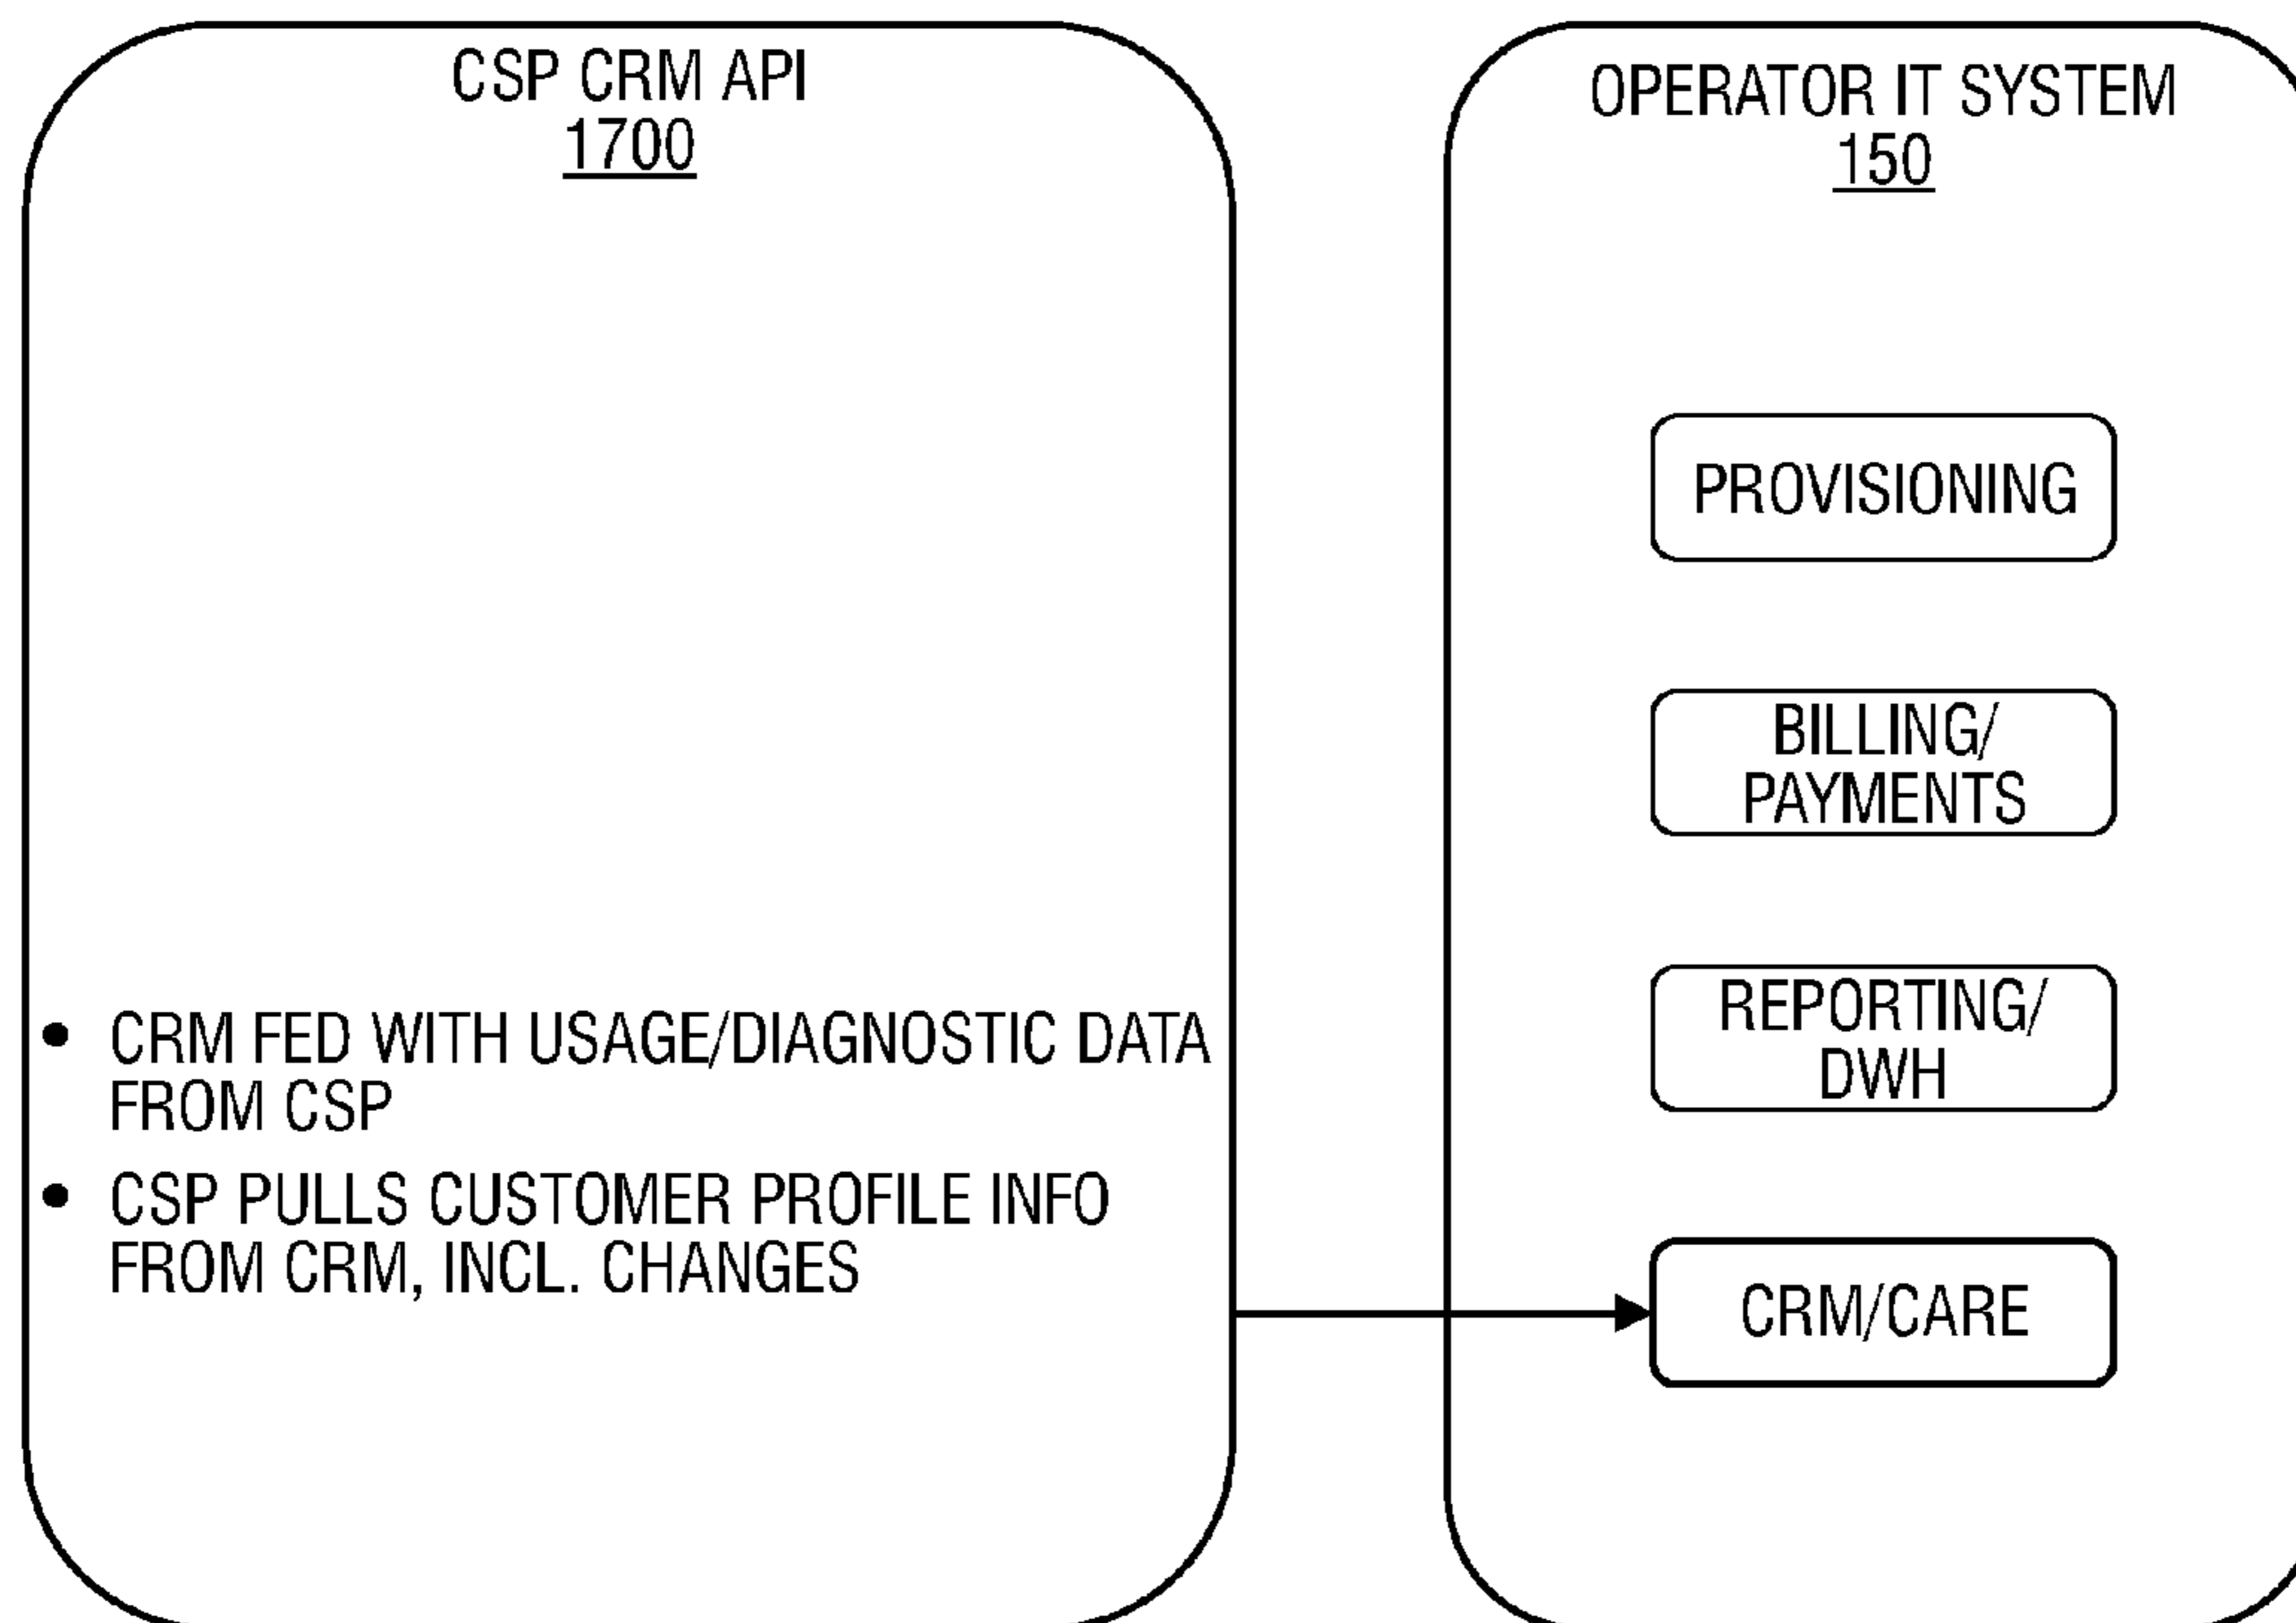 CSP CRM API
1700
• CRM FED WITH USAGE/DIAGNOSTIC DATA
FROM CSP
• CSP PULLS CUSTOMER PROFILE INFO
FROM CRM, INCL. CHANGES
OPERATOR IT SYSTEM
150
PROVISIONING
BILLING/
PAYMENTS
REPORTING/
DWH
CRM/CARE